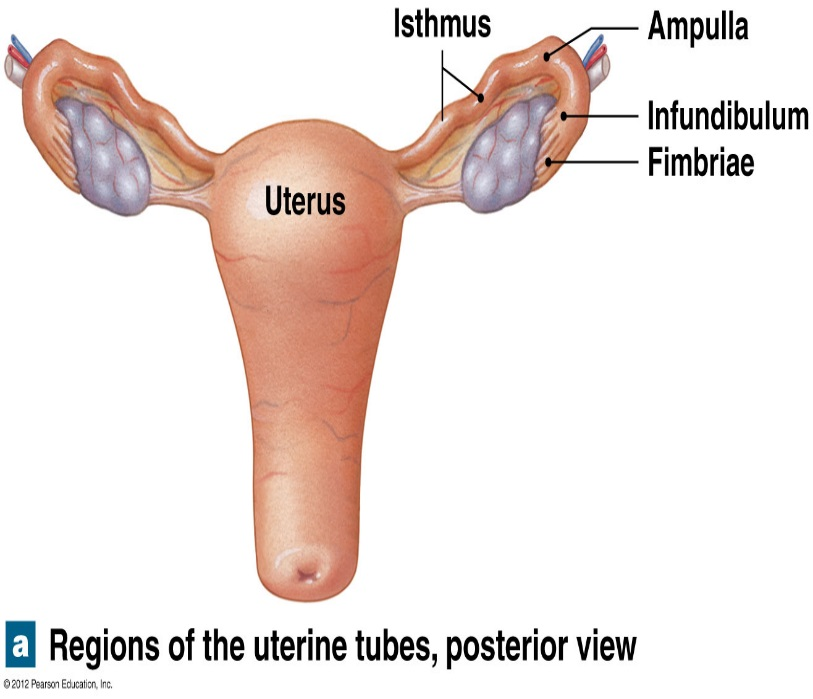 Isthmus
Ampulla
Infundibulum
Fimbriae
Uterus
a Regions of the uterine tubes, posterior view
© 2012 Pearson Education, Inc.